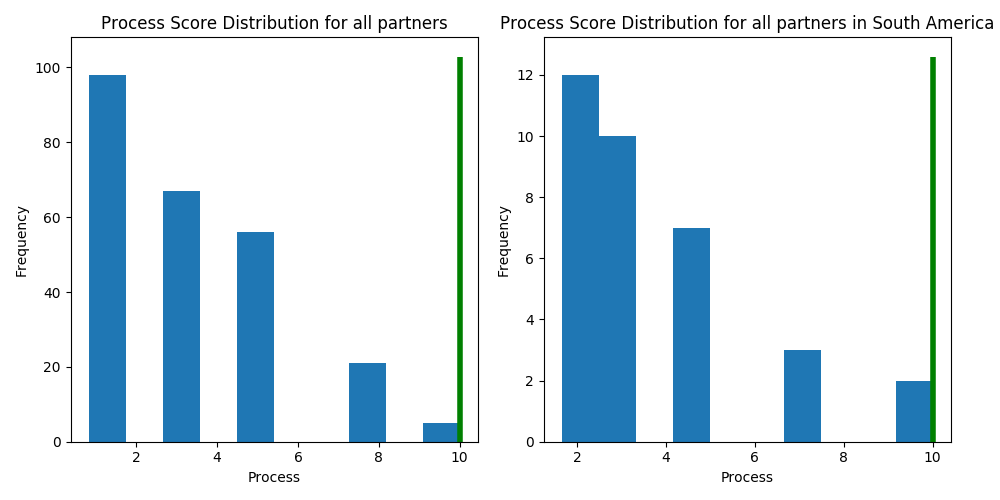 Process Score Distribution for all partners
100
80
60
40
20
0
Frequency
2 4 6 8 10
Process
Process Score Distribution for all partners in South America
12
10
8
6
4
2
0
Frequency
2 4 6 8 10
Process